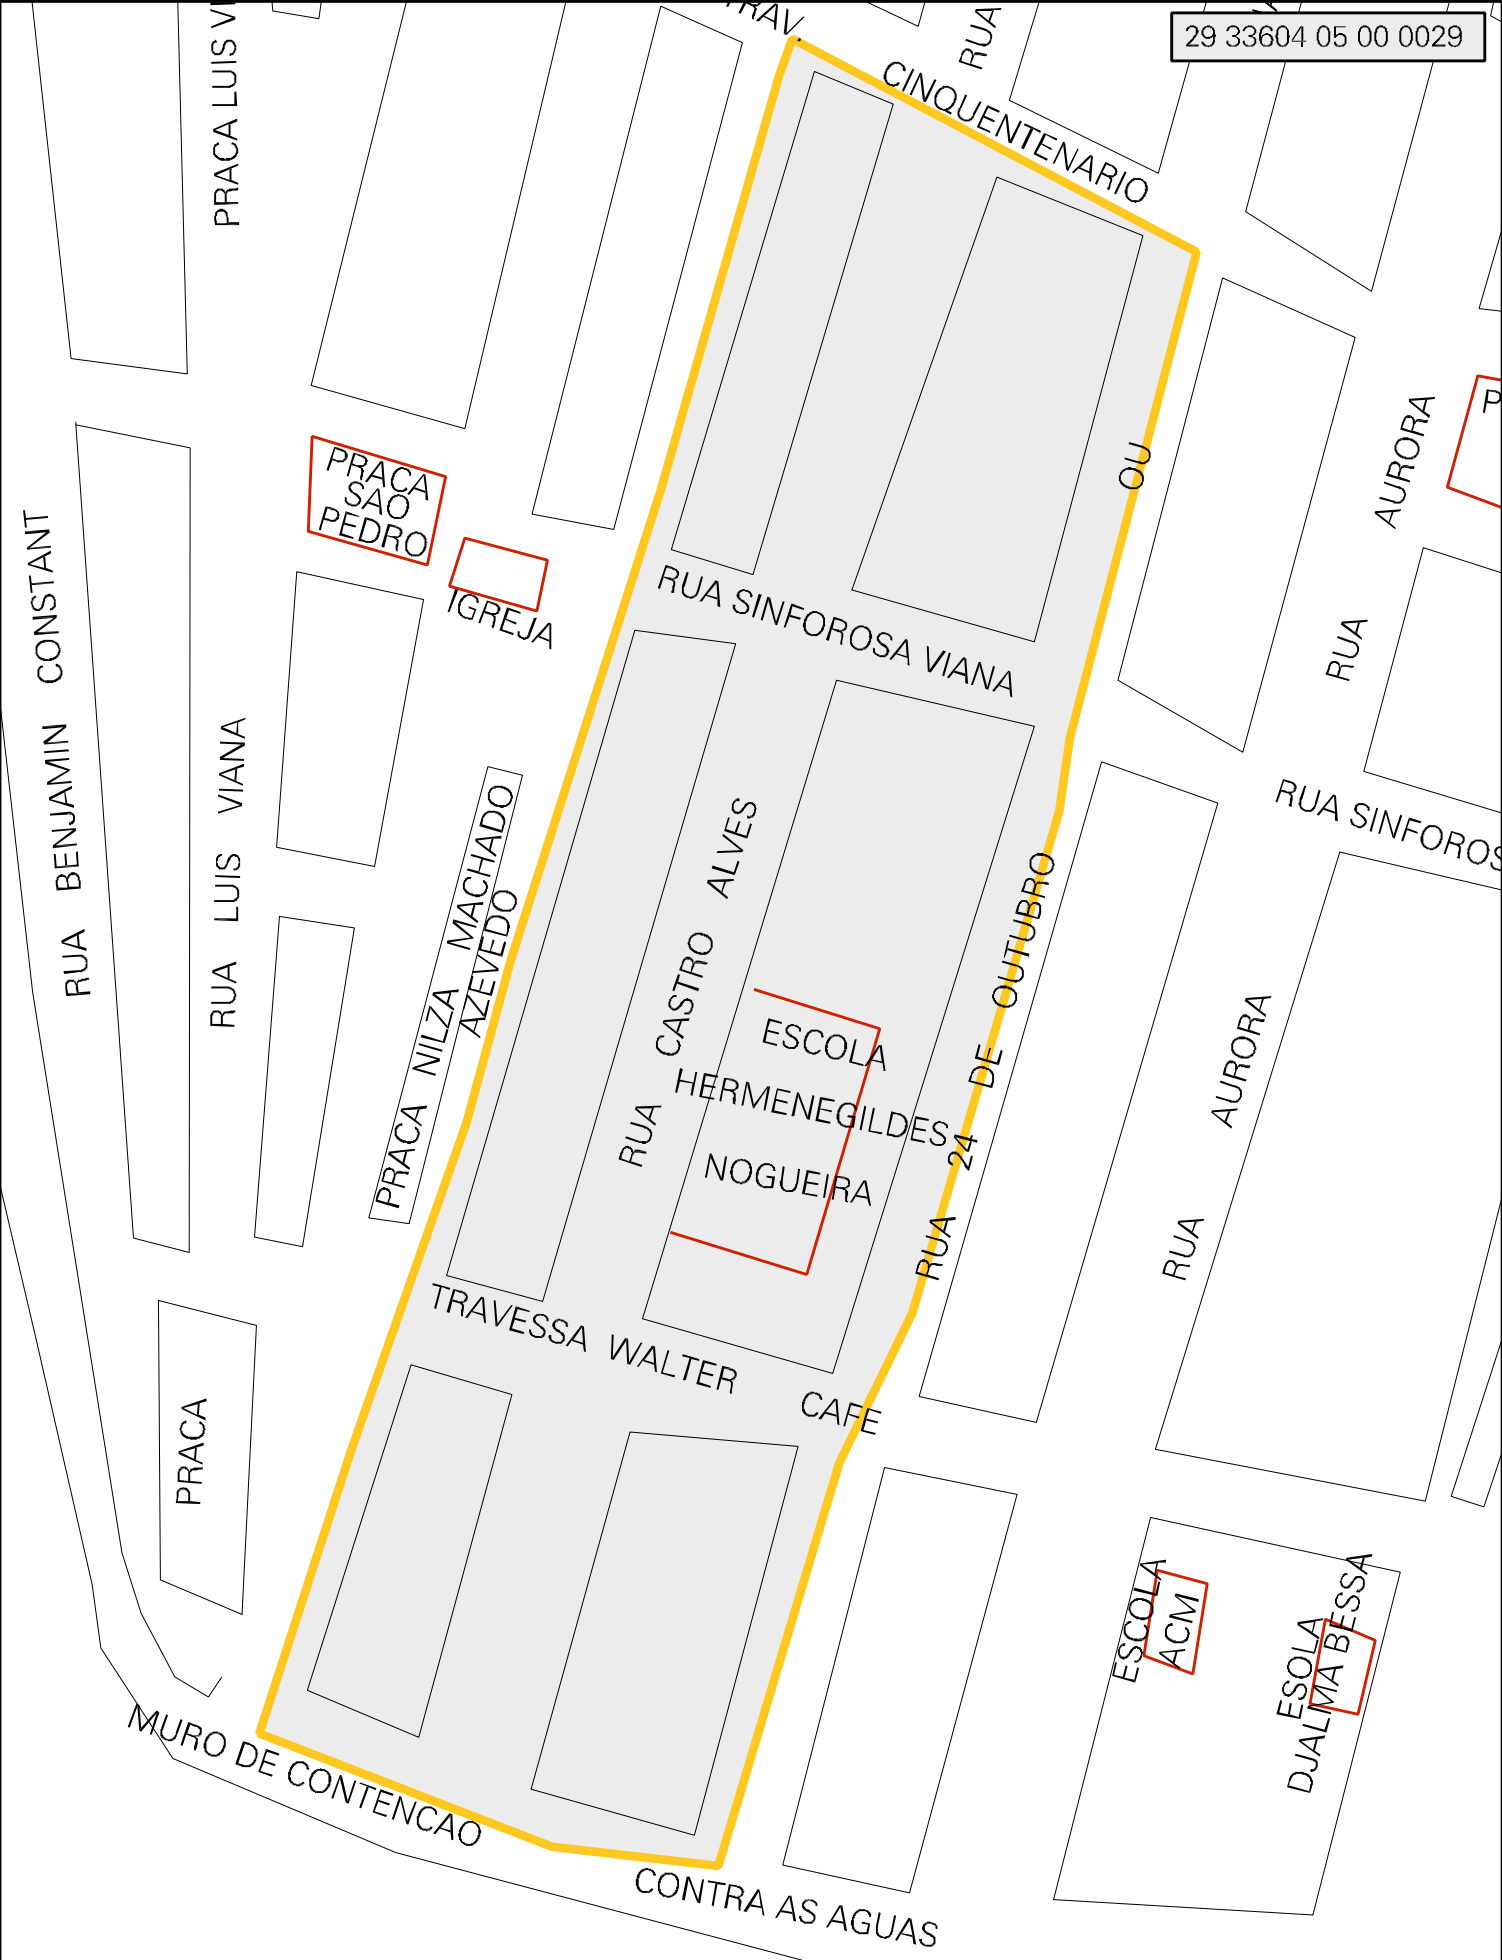 29 33604 05 00 0029
TRAV.
RUA
CINQUENTENARIO
PRACA LUIS
PRACA
SAO
PEDRO
IGREJA
OU
AURORA
RUA
P
RUA BENJAMIN CONSTANT
RUA LUIS VIANA
RUA SINFOROSA VIANA
RUA SINFOROS
PRACA NILZA MACHADO
AZEVEDO
RUA CASTRO ALVES
RUA 24 DE OUTUBRO
ESCOLA
HERMENEGILDES
NOGUEIRA
RUA AURORA
TRAVESSA WALTER CAFE
PRACA
ESCOLA
ACM
ESOLA
DJALMA BESSA
MURO DE CONTENCAO
CONTRA AS AGUAS